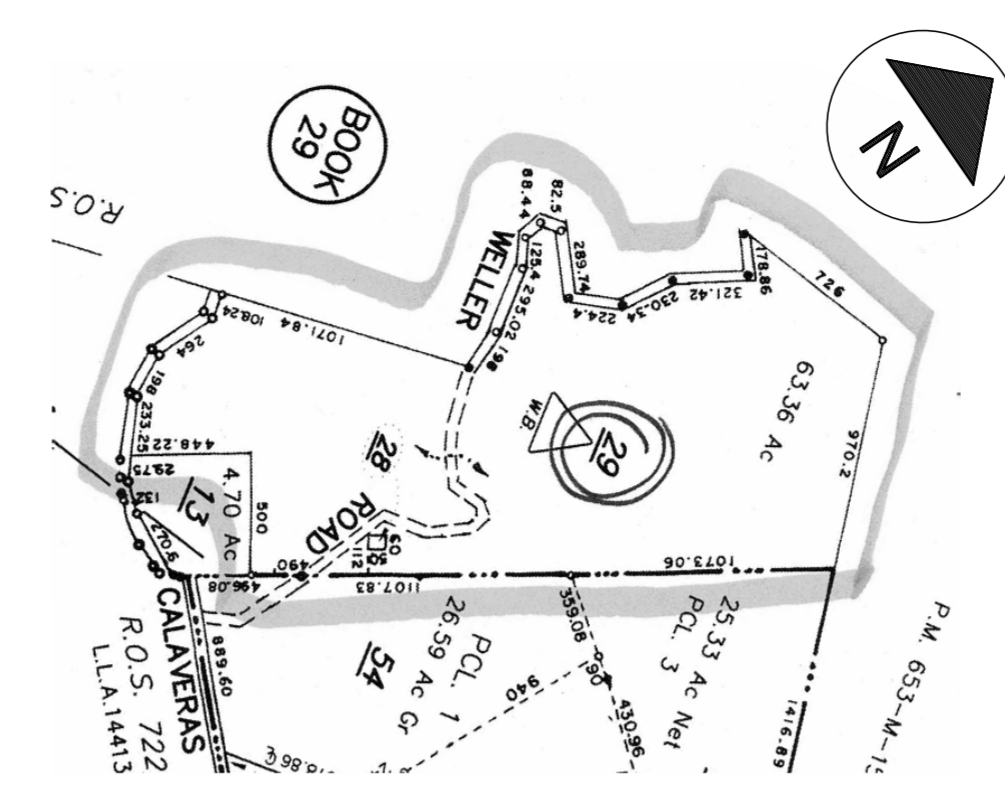 BOOK
29
N
R.O.S
WELLER
88.44
82.5
125.4
295.02
198
289.74
224.4
230.34
321.42
178.86
726
970.2
63.36 Ac
108.24
1071.84
264
198
233.25
448.22
29.75
132
270.6
4.70 Ac
13
500
28
W.B.
29
ROAD
60
112
490'
496.08
1107.83
1073.06
CALAVERAS
R.O.S. 722
L.L.A.14413
889.60
PCL. 1
26.59 Ac Gr
54
359.08
90
430.96
940
PCL. 3
25.33 Ac Net
1416.89
P.M. 653-M-